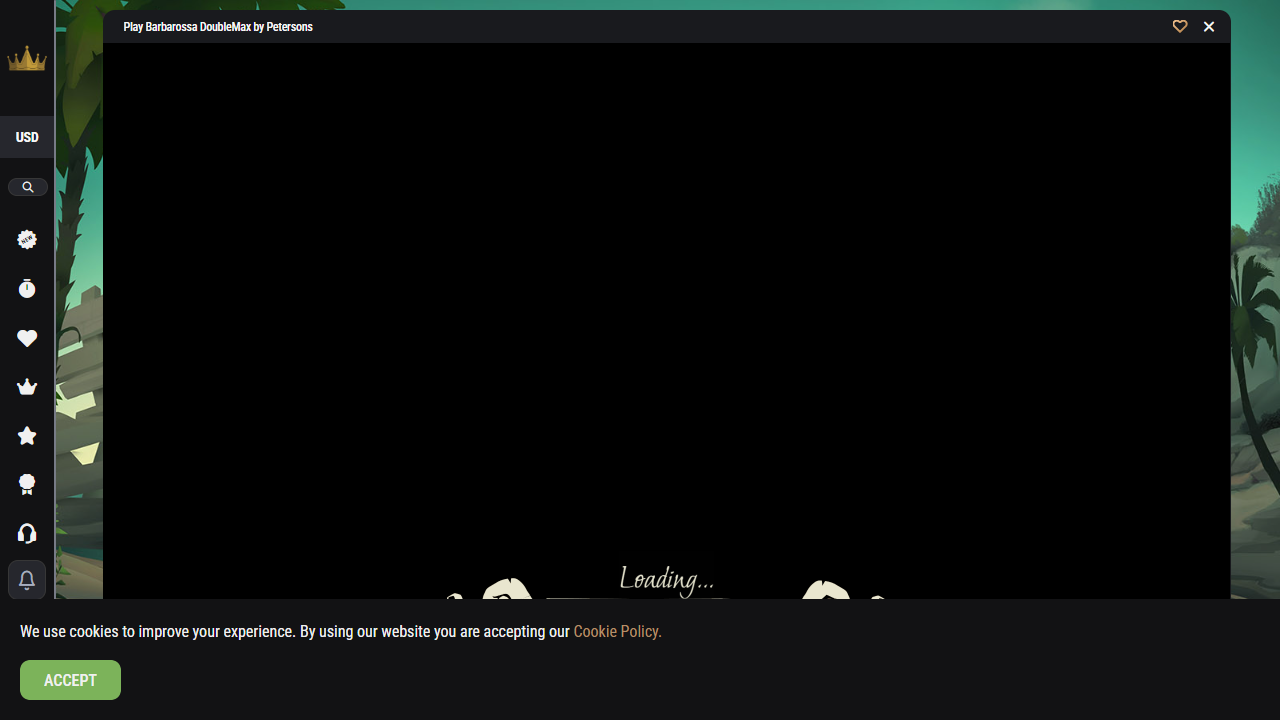 Play Barbarossa DoubleMax by Petersons
USD
NEW
Loading...
We use cookies to improve your experience. By using our website you are accepting our Cookie Policy.
ACCEPT